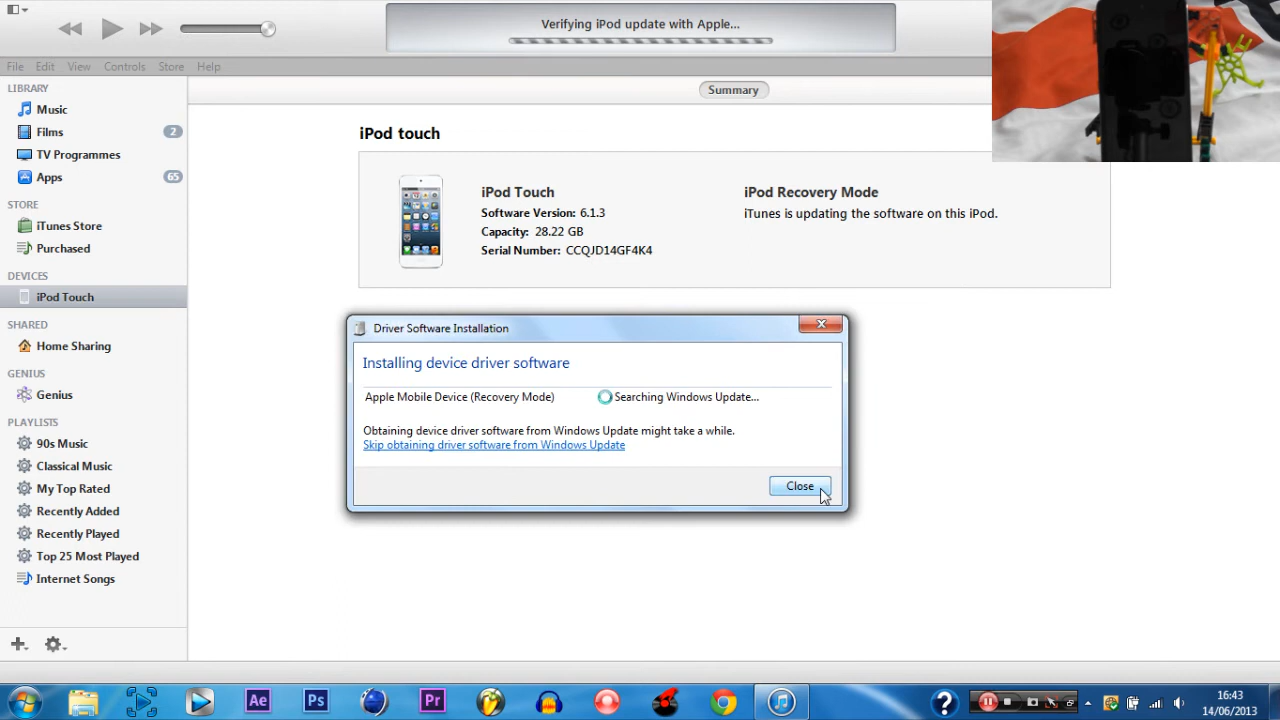 Verifying iPod update with Apple...
File Edit View Controls Store Help
Summary
LIBRARY
Music
Films 2
TV Programmes
Apps 65
STORE
iTunes Store
Purchased
DEVICES
iPod Touch
SHARED
Home Sharing
GENIUS
Genius
PLAYLISTS
90s Music
Classical Music
My Top Rated
Recently Added
Recently Played
Top 25 Most Played
Internet Songs
iPod touch
iPod Touch
Software Version: 6.1.3
Capacity: 28.22 GB
Serial Number: CCQJD14GF4K4
iPod Recovery Mode
iTunes is updating the software on this iPod.
Driver Software Installation
Installing device driver software
Apple Mobile Device (Recovery Mode) Searching Windows Update...
Obtaining device driver software from Windows Update might take a while.
Skip obtaining driver software from Windows Update
Close
Ae Ps Pr
16:43
14/06/2013